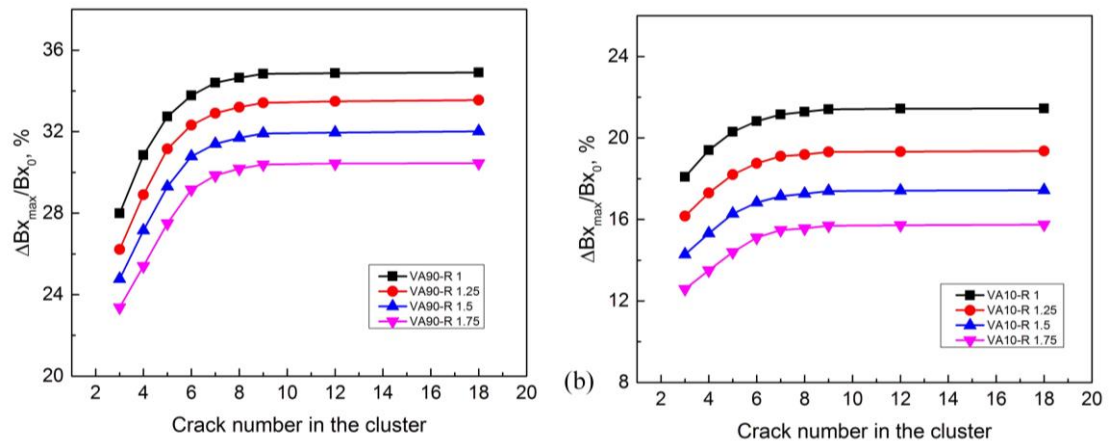 36
32
28
24
20
ΔBx_max/Bx_0, %
VA90-R 1
VA90-R 1.25
VA90-R 1.5
VA90-R 1.75
2 4 6 8 10 12 14 16 18 20
Crack number in the cluster
(b)
24
20
16
12
8
ΔBx_max/Bx_0, %
VA10-R 1
VA10-R 1.25
VA10-R 1.5
VA10-R 1.75
2 4 6 8 10 12 14 16 18 20
Crack number in the cluster